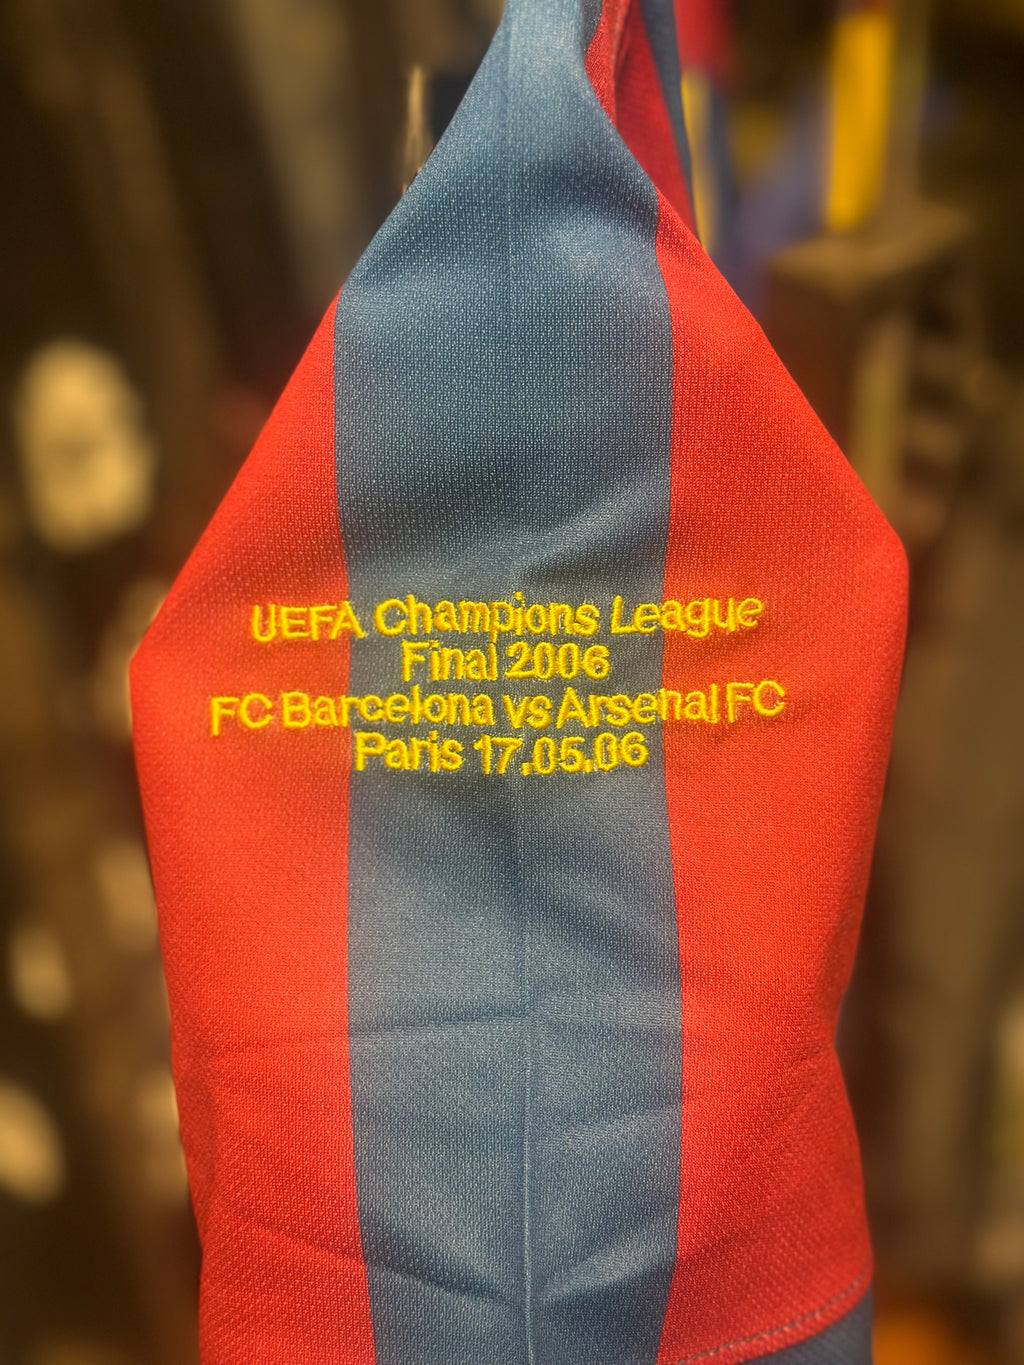 UEFA Champions League
Final 2006
FC Barcelona vs Arsenal FC
Paris 17.05.06